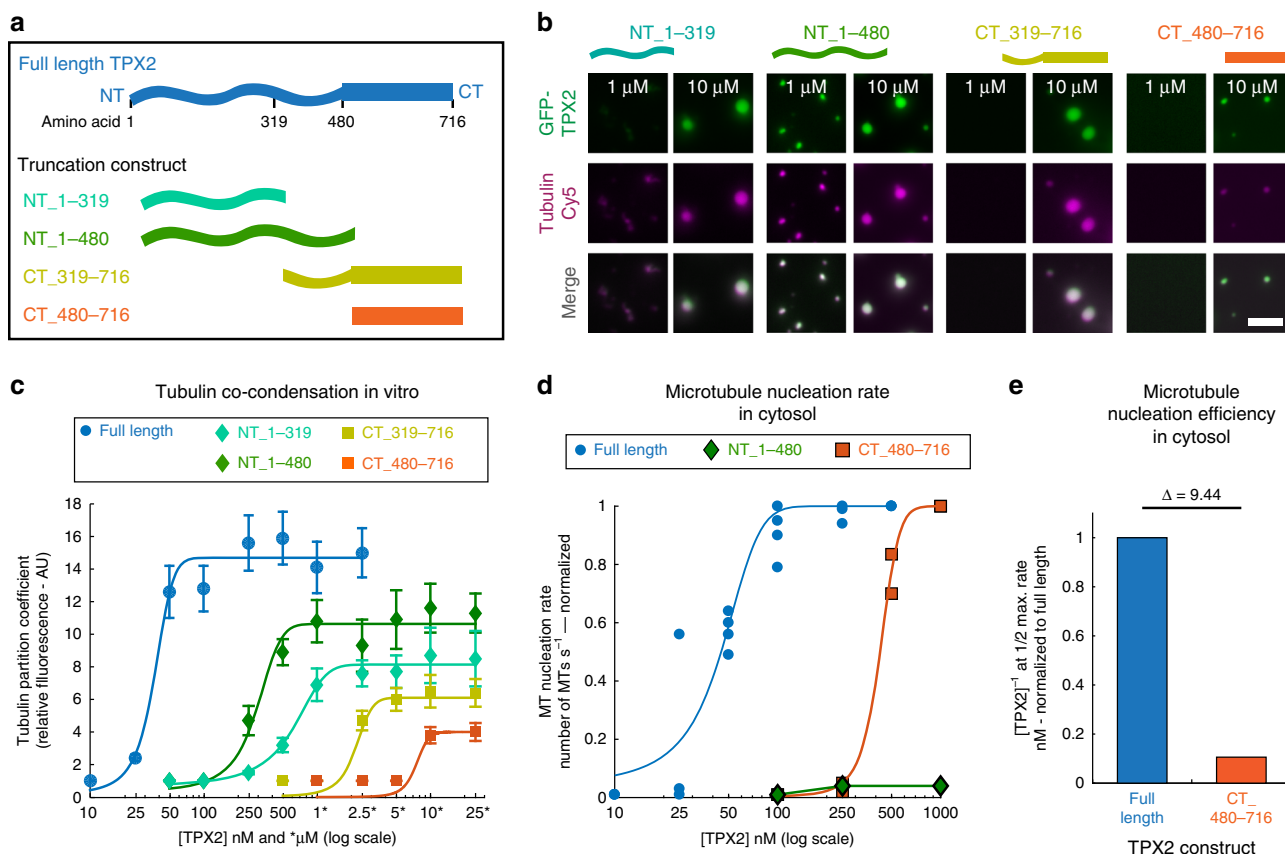 a
Full length TPX2
NT
CT
Amino acid
1
319
480
716
Truncation construct
NT_1–319
NT_1–480
CT_319–716
CT_480–716
b
NT_1–319
NT_1–480
CT_319–716
CT_480–716
1 μM
10 μM
1 μM
10 μM
1 μM
10 μM
1 μM
10 μM
GFP-
TPX2
Tubulin
Cy5
Merge
c
Tubulin co-condensation in vitro
Full length
NT_1–319
CT_319–716
NT_1–480
CT_480–716
Tubulin partition coefficient
(relative fluorescence - AU)
18
16
14
12
10
8
6
4
2
0
10
25
50
100
250
500
1*
2.5*
5*
10*
25*
[TPX2] nM and *μM (log scale)
d
Microtubule nucleation rate
in cytosol
Full length
NT_1–480
CT_480–716
MT nucleation rate
number of MTs s⁻¹ — normalized
1
0.8
0.6
0.4
0.2
0
10
25
50
100
250
500
1000
[TPX2] nM (log scale)
e
Microtubule
nucleation efficiency
in cytosol
Δ = 9.44
[TPX2]⁻¹ at 1/2 max. rate
nM - normalized to full length
1
0.8
0.6
0.4
0.2
0
Full
length
CT_
480–716
TPX2 construct